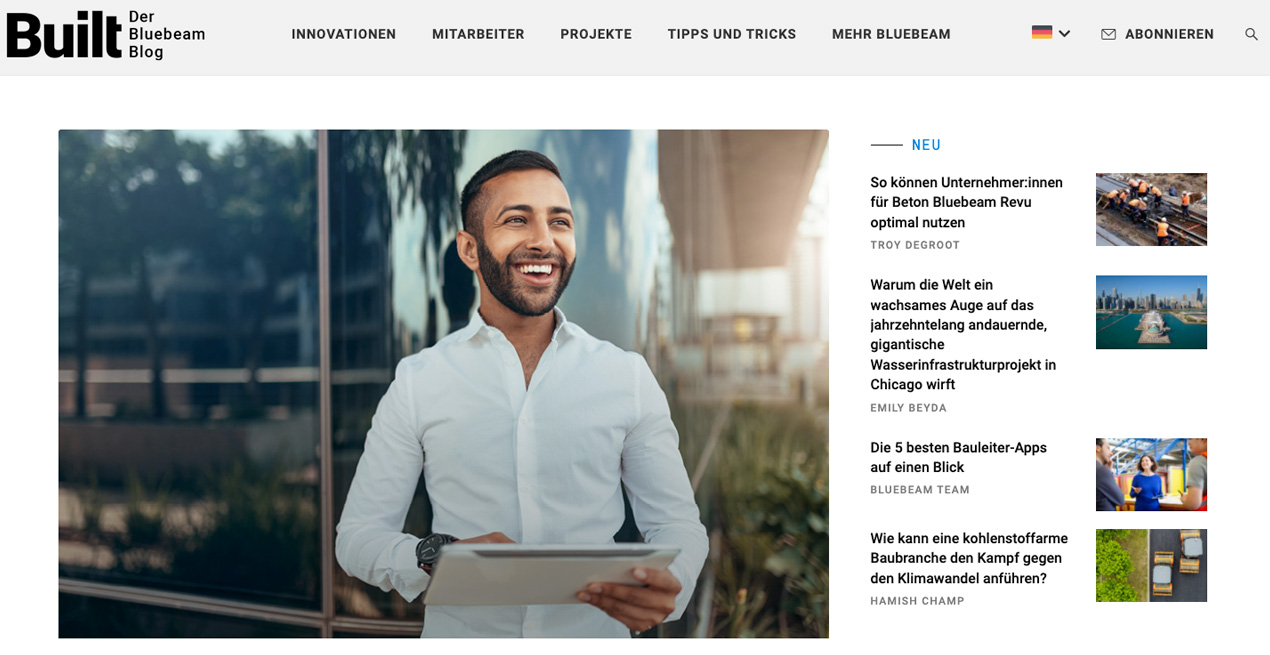 Built
Der
Bluebeam
Blog
INNOVATIONEN
MITARBEITER
PROJEKTE
TIPPS UND TRICKS
MEHR BLUEBEAM
ABONNIEREN
NEU
So können Unternehmer:innen
für Beton Bluebeam Revu
optimal nutzen
TROY DEGROOT
Warum die Welt ein
wachsames Auge auf das
jahrzehntelang andauernde,
gigantische
Wasserinfrastrukturprojekt in
Chicago wirft
EMILY BEYDA
Die 5 besten Bauleiter-Apps
auf einen Blick
BLUEBEAM TEAM
Wie kann eine kohlenstoffarme
Baubranche den Kampf gegen
den Klimawandel anführen?
HAMISH CHAMP